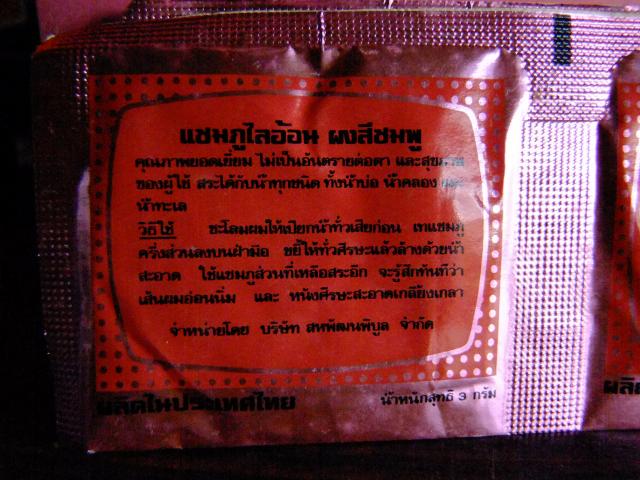 แชมภูไลอ้อน ผงสีชมพู
คุณภาพยอดเยี่ยม ไม่เป็นอันตรายต่อตา และสุขภาพ
ของผู้ใช้ สระได้กับน้ำทุกชนิด ทั้งน้ำบ่อ น้ำคลอง
น้ำทะเล
วิธีใช้ ชะโลมผมให้เปียกน้ำทั่วเสียก่อน เทแชมภู
ครึ่งส่วนลงบนฝ่ามือ ขยี้ให้ทั่วศีรษะแล้วล้างด้วยน้ำ
สะอาด ใช้แชมภูส่วนที่เหลือสระอีก จะรู้สึกทันทีว่า
เส้นผมอ่อนนิ่ม และ หนังศีรษะสะอาดเกลี้ยงเกลา
จำหน่ายโดย บริษัท สหพัฒนพิบูล จำกัด
ผลิตในประเทศไทย น้ำหนักสุทธิ 3 กรัม